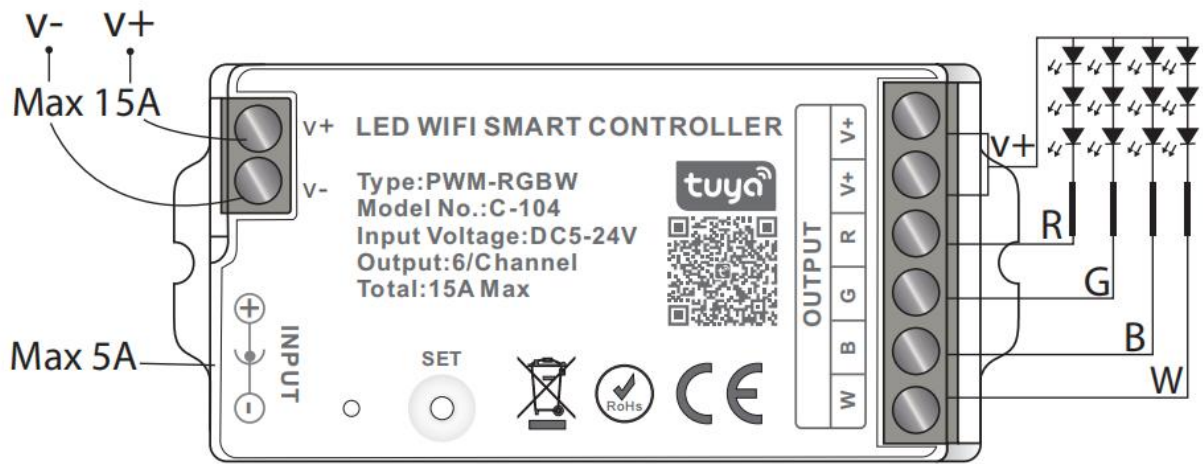 v- v+
Max 15A
V+
V-
LED WIFI SMART CONTROLLER
Type:PWM-RGBW
Model No.:C-104
Input Voltage:DC5-24V
Output:6/Channel
Total:15A Max
tuya
Max 5A
+
-
INPUT
SET
RoHs
CE
OUTPUT
V+
V+
R
G
B
W
v+
R
G
B
W